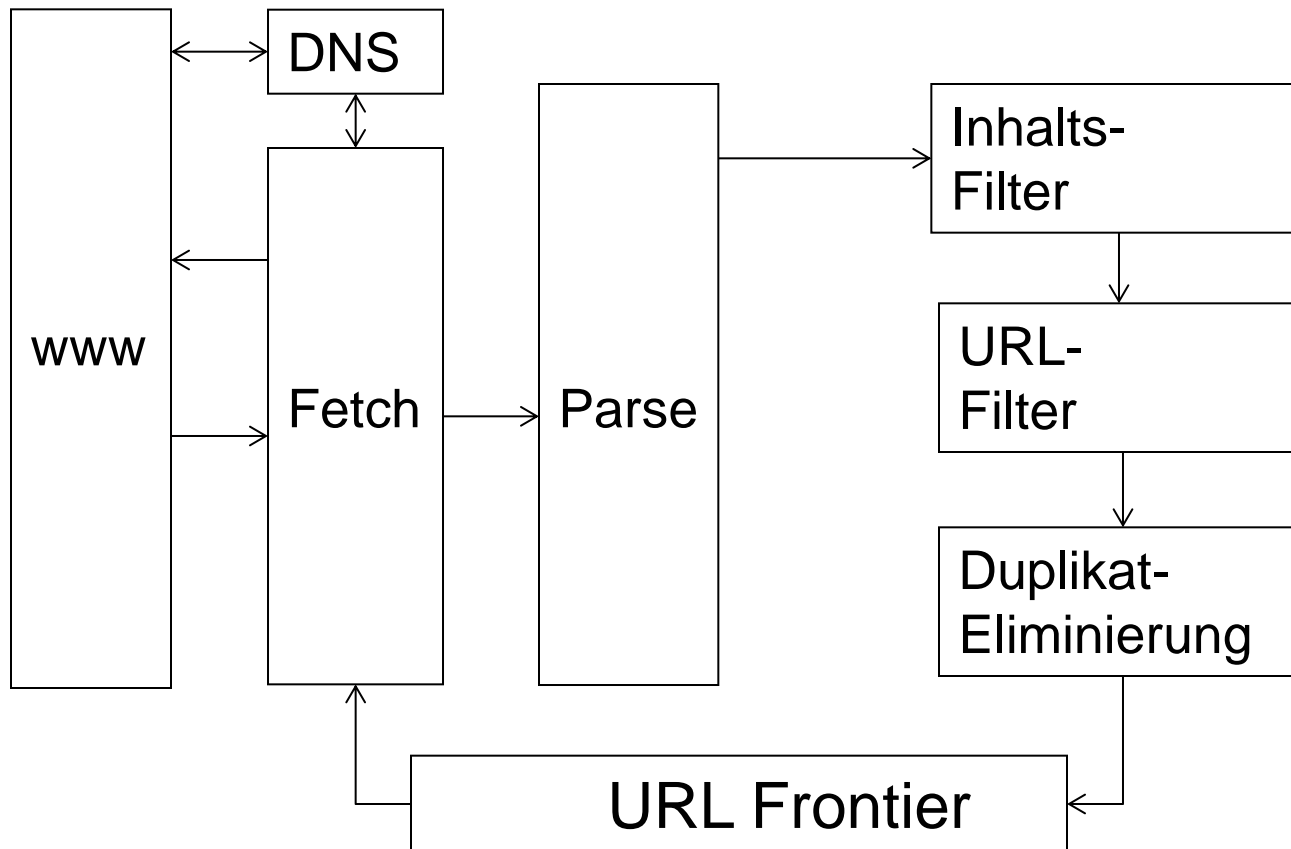 DNS
www
Fetch
Parse
Inhalts-
Filter
URL-
Filter
Duplikat-
Eliminierung
URL Frontier